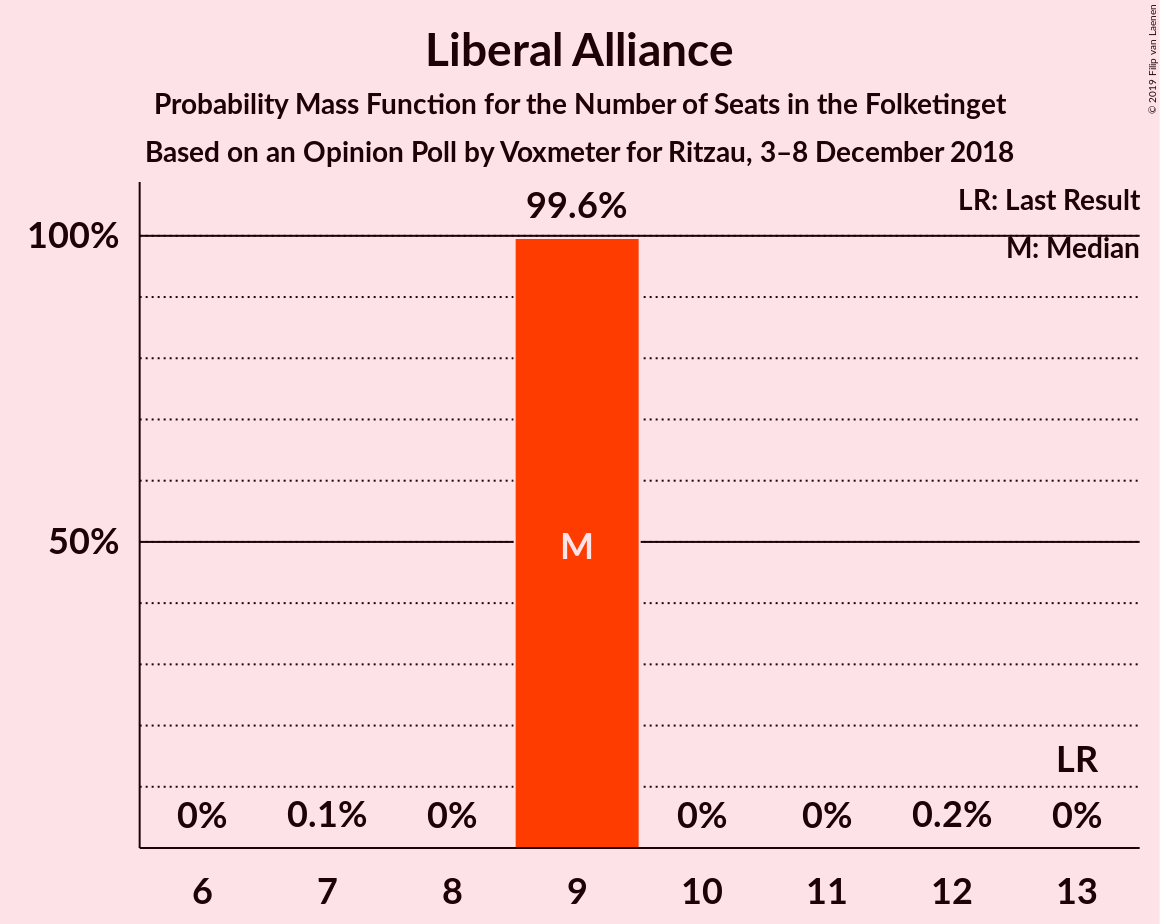 Liberal Alliance
Probability Mass Function for the Number of Seats in the Folketinget
Based on an Opinion Poll by Voxmeter for Ritzau, 3–8 December 2018
© 2019 Filip van Laenen
LR: Last Result
M: Median
99.6%
100%
50%
M
LR
0% 0.1% 0% 0% 0% 0.2% 0%
6 7 8 9 10 11 12 13